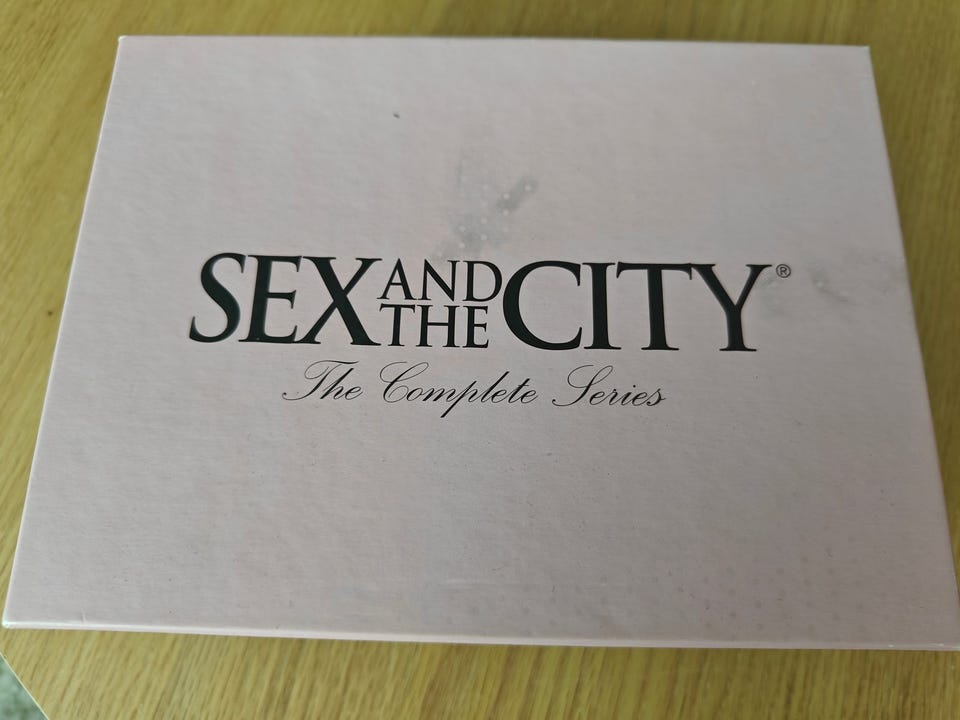 SEX AND THE CITY®
The Complete Series